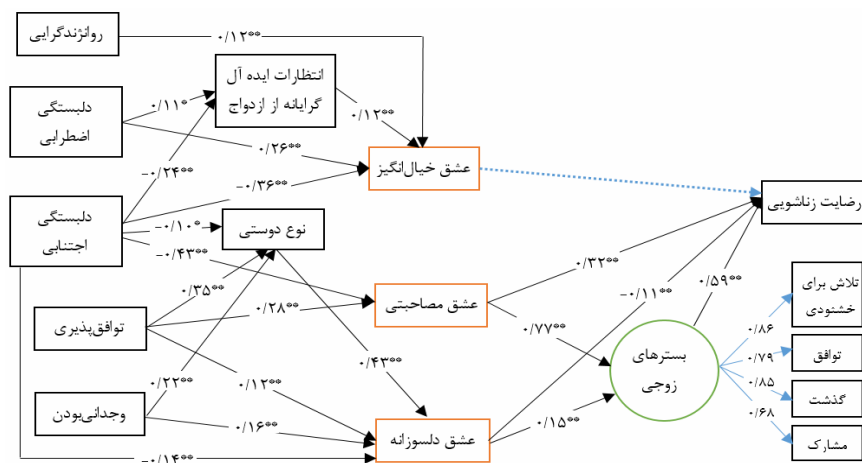 روانژندگرایی
۰/۱۲**
انتظارات ایده آل
گرایانه از ازدواج
دلبستگی
اضطرابی
۰/۱۱*
۰/۱۲**
۰/۲۶**
عشق خیال‌انگیز
-۰/۲۴**
-۰/۳۶**
رضایت زناشویی
دلبستگی
اجتنابی
-۰/۱۰*
نوع دوستی
-۰/۴۳**
۰/۳۲**
۰/۵۹**
تلاش برای
خشنودی
۰/۳۵**
-۰/۱۱**
۰/۲۸**
عشق مصاحبتی
۰/۸۶
توافق‌پذیری
۰/۷۷**
بسترهای
زوجی
۰/۷۹
توافق
۰/۴۳**
۰/۲۲**
۰/۱۲**
۰/۸۵
گذشت
وجدانی‌بودن
۰/۱۶**
عشق دلسوزانه
۰/۱۵**
۰/۶۸
مشارک
-۰/۱۴**